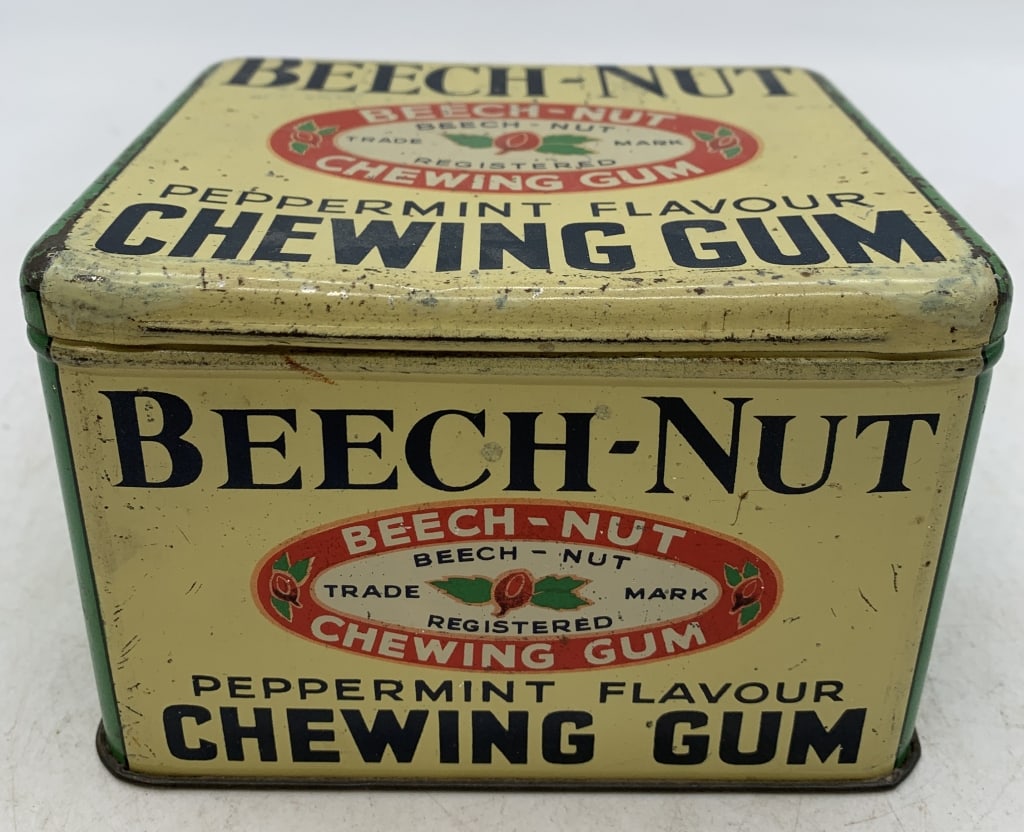 BEECH-NUT
BEECH-NUT
BEECH-NUT
TRADE MARK
REGISTERED
CHEWING GUM
PEPPERMINT FLAVOUR
CHEWING GUM
BEECH-NUT
BEECH-NUT
BEECH-NUT
TRADE MARK
REGISTERED
CHEWING GUM
PEPPERMINT FLAVOUR
CHEWING GUM